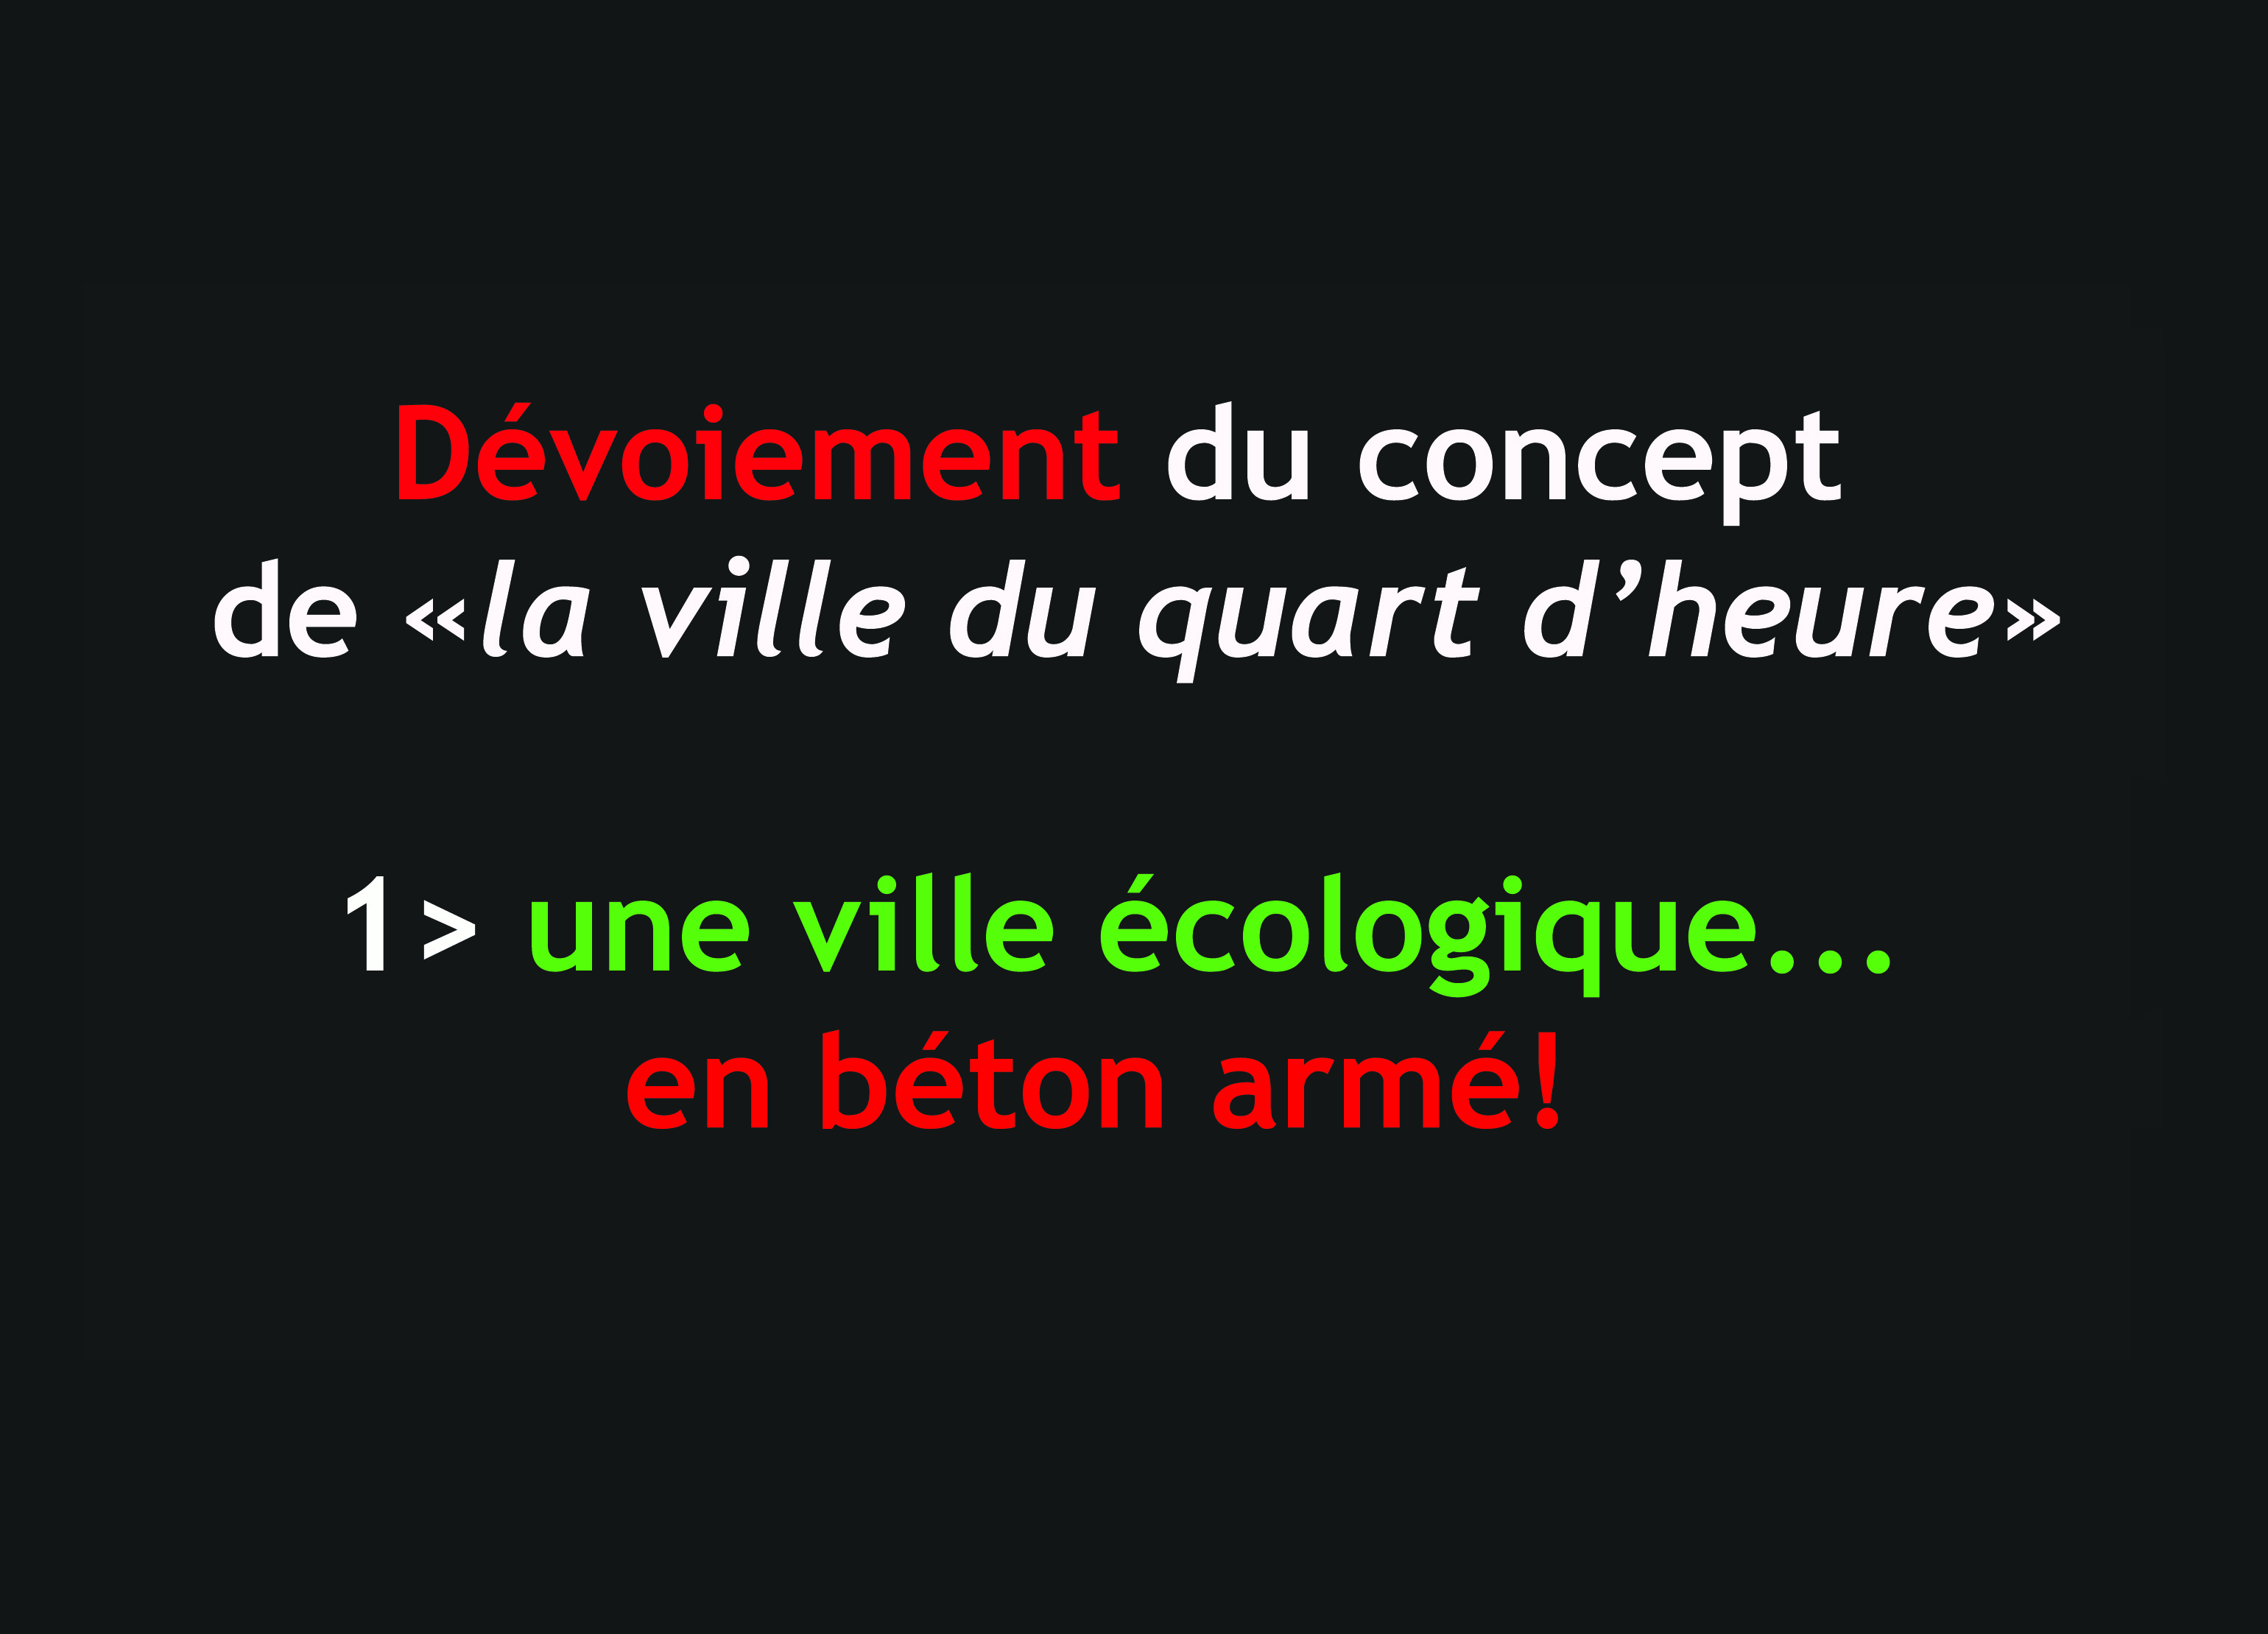 Dévoiement du concept
de «la ville du quart d’heure»
1> une ville écologique...
en béton armé!